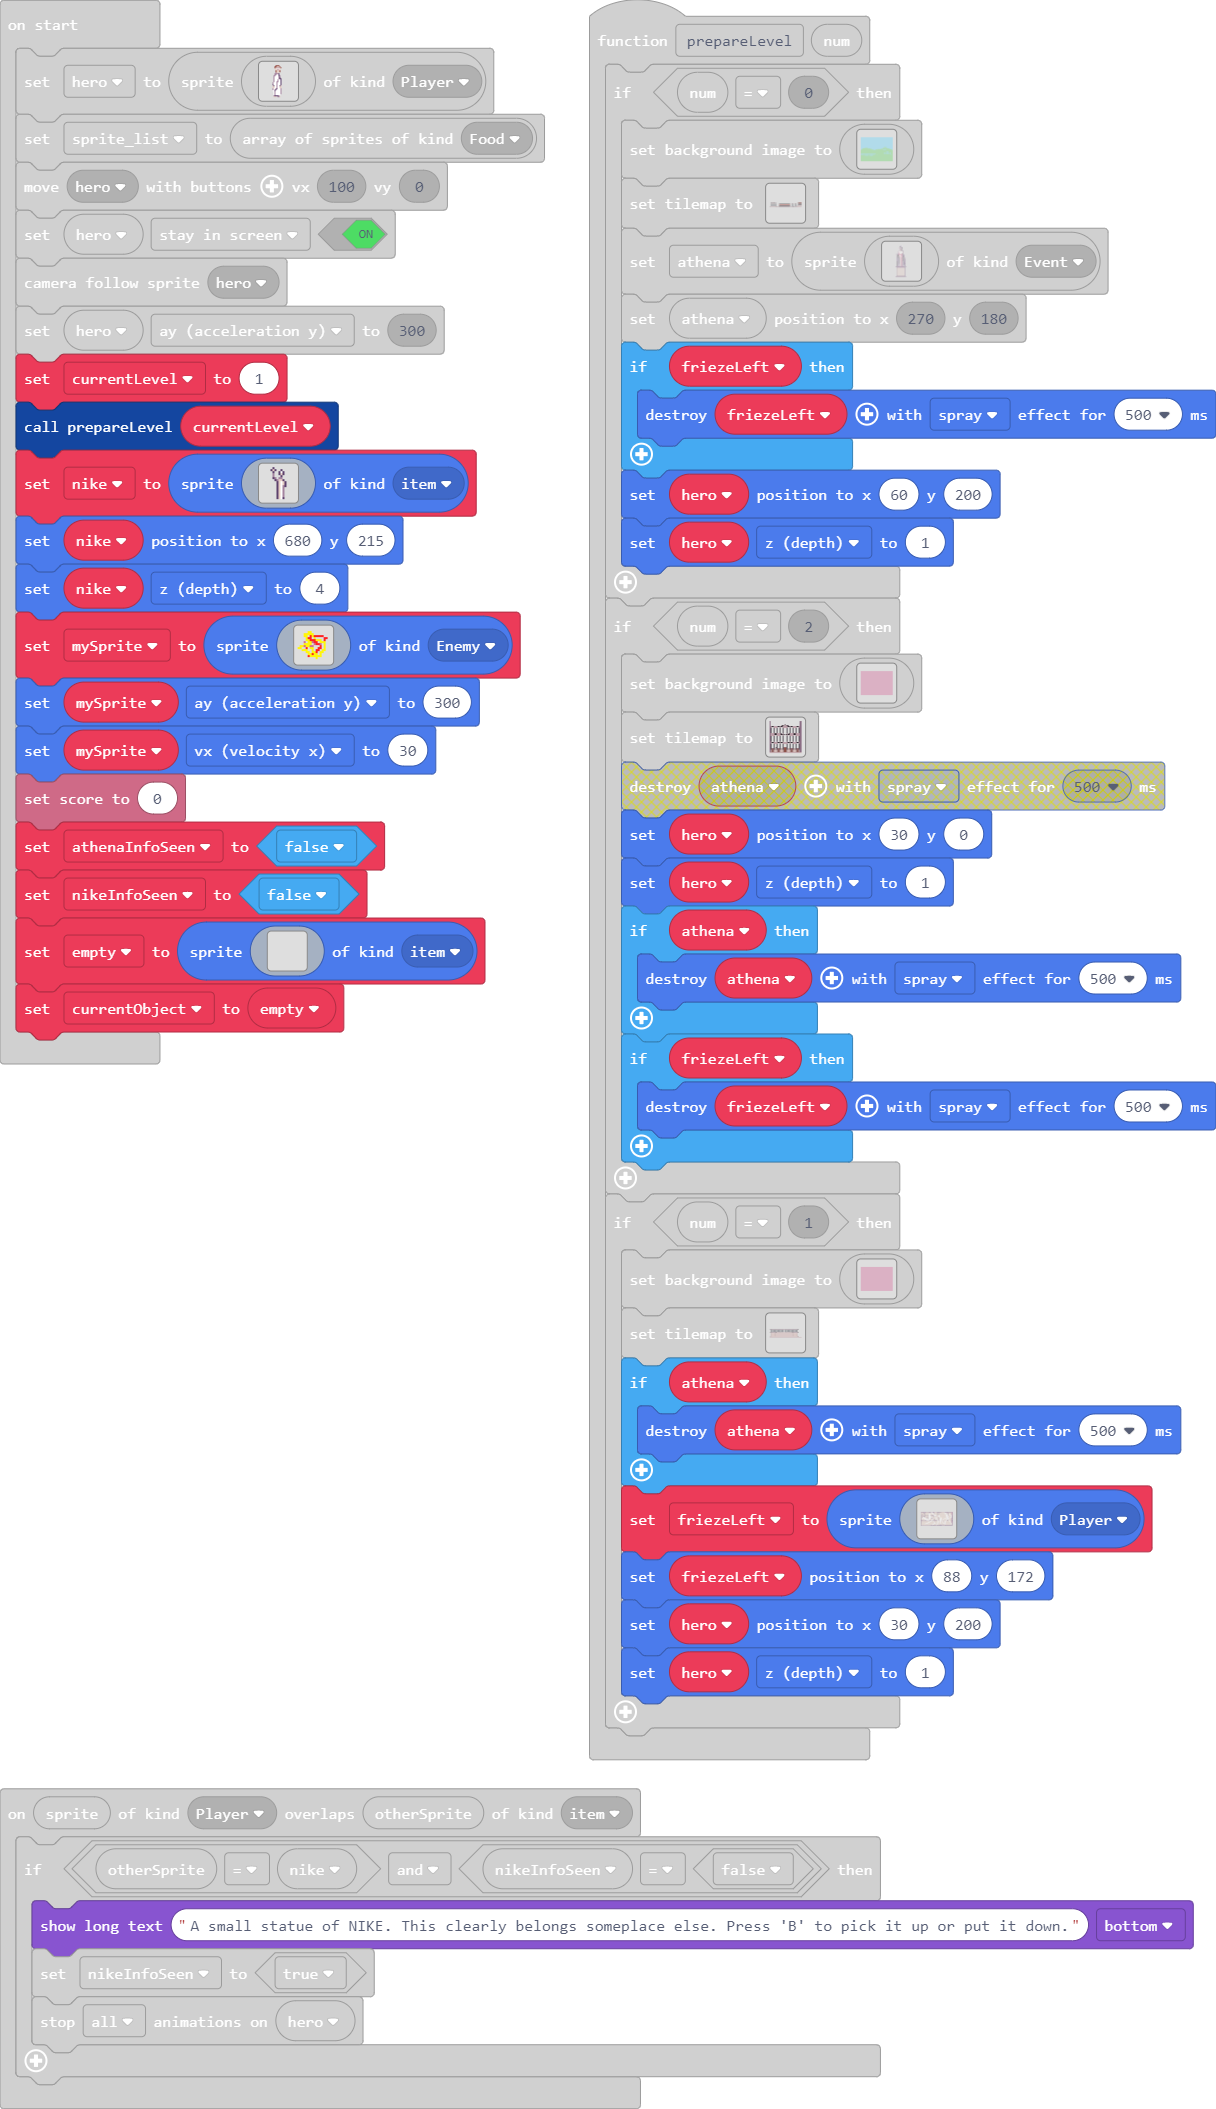 on start
set hero to sprite of kind Player
set sprite_list to array of sprites of kind Food
move hero with buttons vx 100 vy 0
set hero stay in screen ON
camera follow sprite hero
set hero ay (acceleration y) to 300
set currentLevel to 1
call prepareLevel currentLevel
set nike to sprite of kind item
set nike position to x 680 y 215
set nike z (depth) to 4
set mySprite to sprite of kind Enemy
set mySprite ay (acceleration y) to 300
set mySprite vx (velocity x) to 30
set score to 0
set athenaInfoSeen to false
set nikeInfoSeen to false
set empty to sprite of kind item
set currentObject to empty
function prepareLevel num
if num = 0 then
set background image to
set tilemap to
set athena to sprite of kind Event
set athena position to x 270 y 180
if friezeLeft then
destroy friezeLeft with spray effect for 500 ms
set hero position to x 60 y 200
set hero z (depth) to 1
if num = 2 then
set background image to
set tilemap to
destroy athena with spray effect for 500 ms
set hero position to x 30 y 0
set hero z (depth) to 1
if athena then
destroy athena with spray effect for 500 ms
if friezeLeft then
destroy friezeLeft with spray effect for 500 ms
if num = 1 then
set background image to
set tilemap to
if athena then
destroy athena with spray effect for 500 ms
set friezeLeft to sprite of kind Player
set friezeLeft position to x 88 y 172
set hero position to x 30 y 200
set hero z (depth) to 1
on sprite of kind Player overlaps otherSprite of kind item
if otherSprite = nike and nikeInfoSeen = false then
show long text "A small statue of NIKE. This clearly belongs someplace else. Press 'B' to pick it up or put it down." bottom
set nikeInfoSeen to true
stop all animations on hero